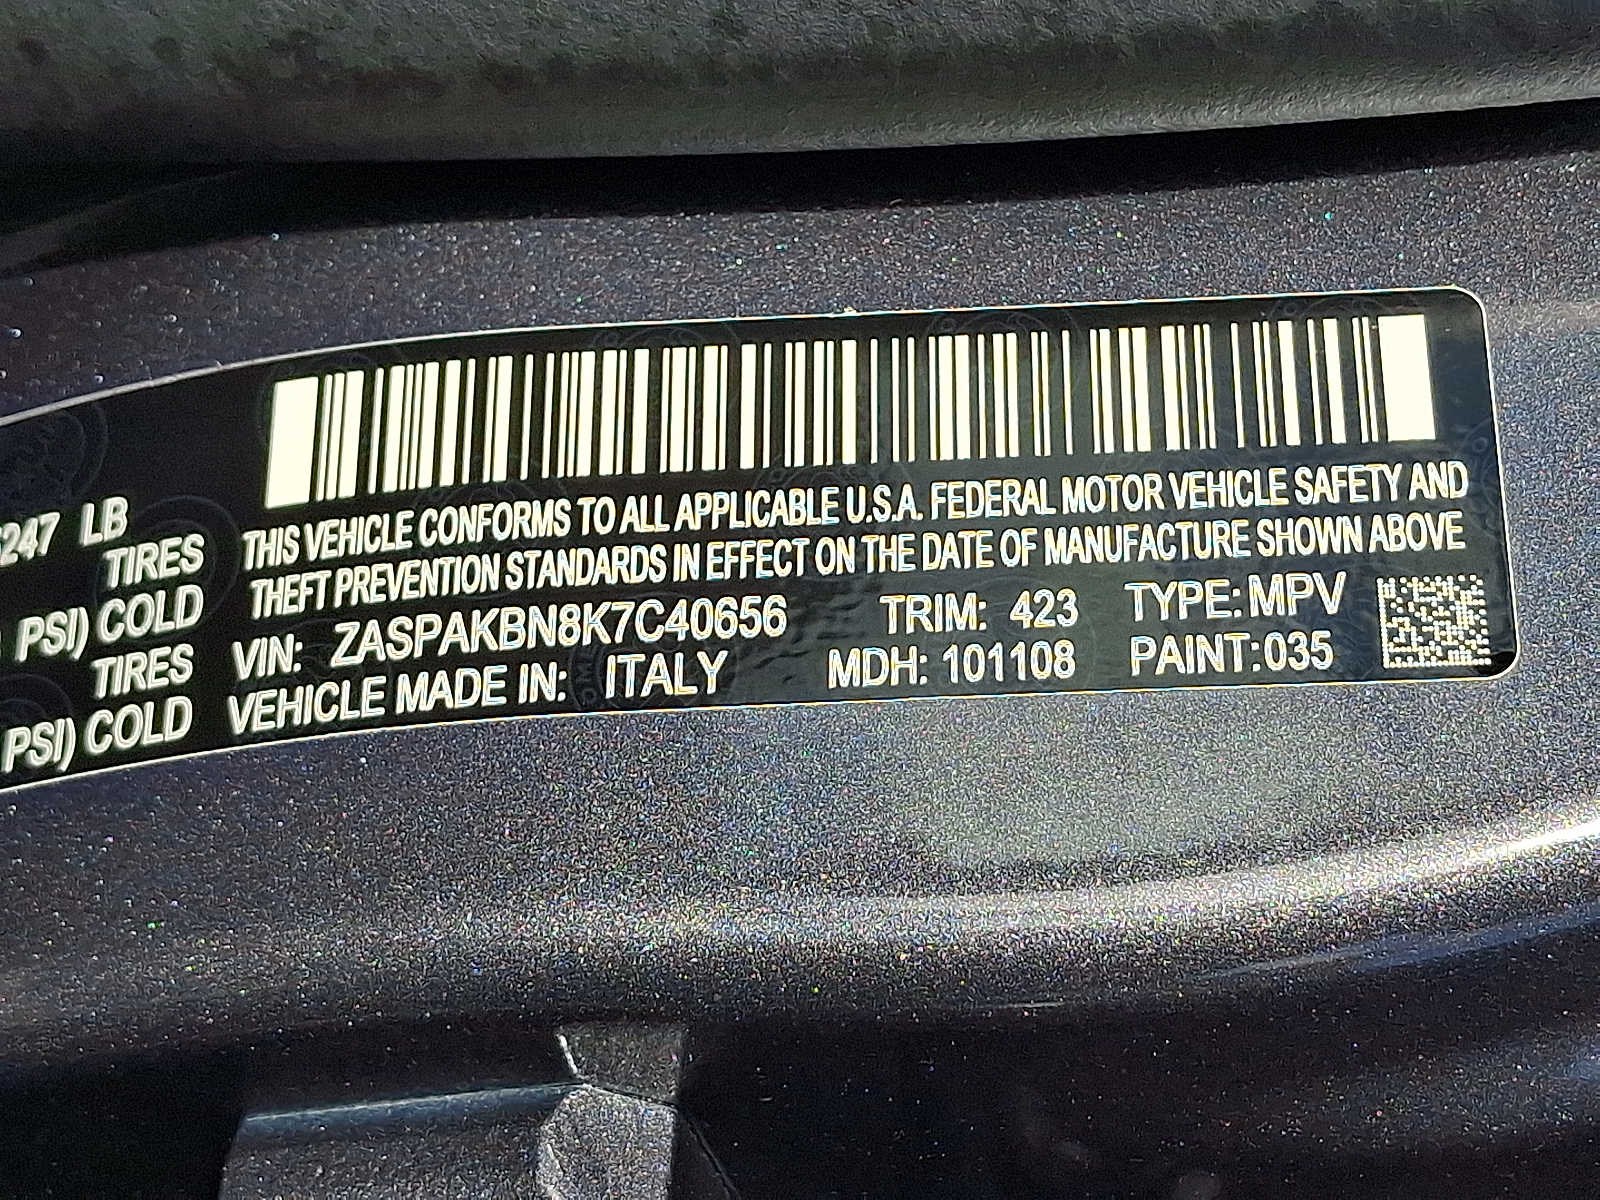 247 LB
TIRES
PSI) COLD
TIRES
PSI) COLD
THIS VEHICLE CONFORMS TO ALL APPLICABLE U.S.A. FEDERAL MOTOR VEHICLE SAFETY AND
THEFT PREVENTION STANDARDS IN EFFECT ON THE DATE OF MANUFACTURE SHOWN ABOVE
VIN: ZASPAKBN8K7C40656 TRIM: 423 TYPE: MPV
VEHICLE MADE IN: ITALY MDH: 101108 PAINT:035